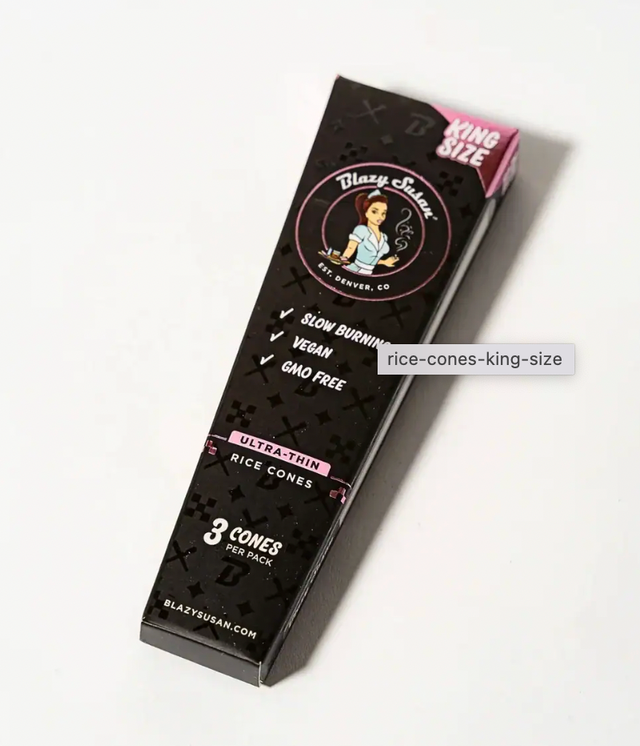 KING
SIZE
Blazy Susan
EST. DENVER, CO
✓ SLOW BURNING
✓ VEGAN
✓ GMO FREE
rice-cones-king-size
ULTRA-THIN
RICE CONES
3 CONES
PER PACK
BLAZYSUSAN.COM